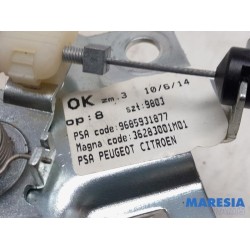 OK zm.3 10/6/14
op:8 szt:9803
PSA code:9685931877
Magna code:36283001M01
PSA PEUGEOT CITROEN
MARESIA